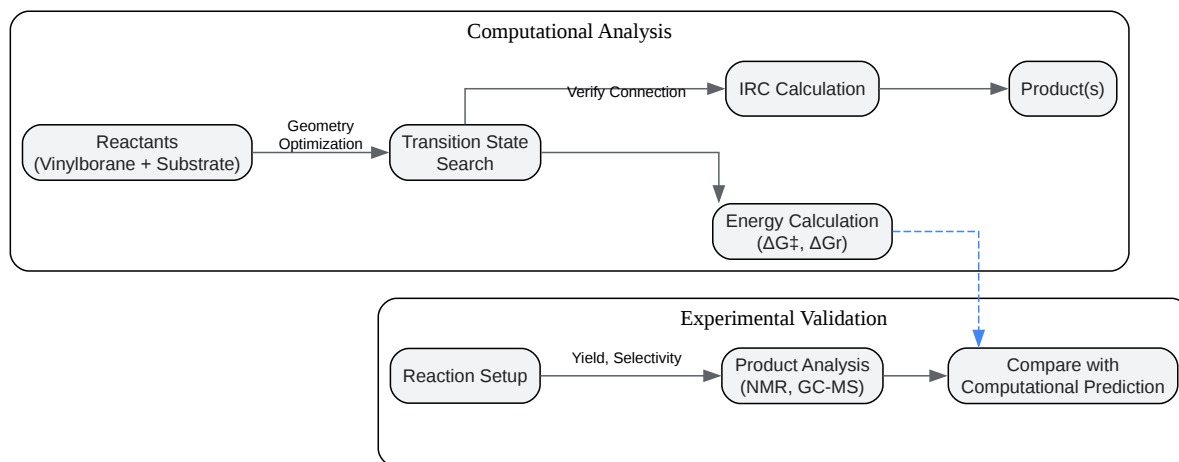 Computational Analysis
Verify Connection
IRC Calculation
Product(s)
Reactants
(Vinylborane + Substrate)
Geometry
Optimization
Transition State
Search
Energy Calculation
(ΔG‡, ΔGr)
Experimental Validation
Reaction Setup
Yield, Selectivity
Product Analysis
(NMR, GC-MS)
Compare with
Computational Prediction